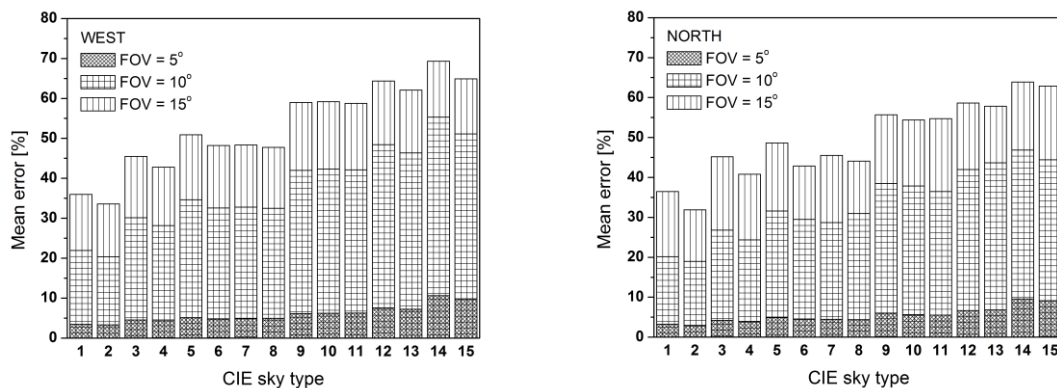 WEST
FOV = 5°
FOV = 10°
FOV = 15°
Mean error [%]
80
70
60
50
40
30
20
10
0
1 2 3 4 5 6 7 8 9 10 11 12 13 14 15
CIE sky type
NORTH
FOV = 5°
FOV = 10°
FOV = 15°
Mean error [%]
80
70
60
50
40
30
20
10
0
1 2 3 4 5 6 7 8 9 10 11 12 13 14 15
CIE sky type